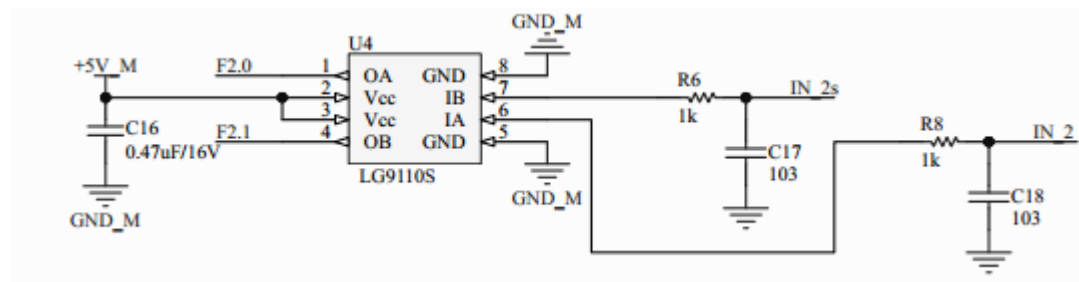 GND_M
U4
+5V_M
F2.0 1 OA GND 8
2 Vcc IB 7 R6 1k IN_2s
3 Vcc IA 6
F2.1 4 OB GND 5
R8 1k IN_2
C16
0.47uF/16V
LG9110S
GND_M
GND_M
C17
103
C18
103